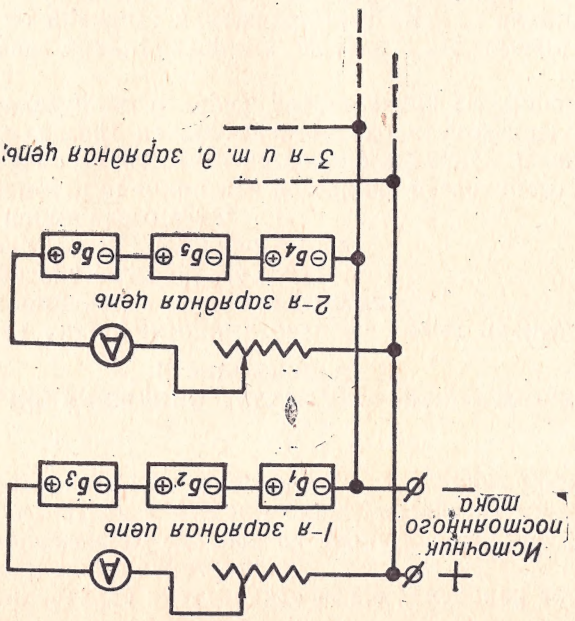 +
А
Источник
постоянного
тока
1-я зарядная цепь
−
⊖Б₁⊕ ⊖Б₂⊕ ⊖Б₃⊕
А
2-я зарядная цепь
⊖Б₄⊕ ⊖Б₅⊕ ⊖Б₆⊕
3-я и т. д. зарядная цепь.